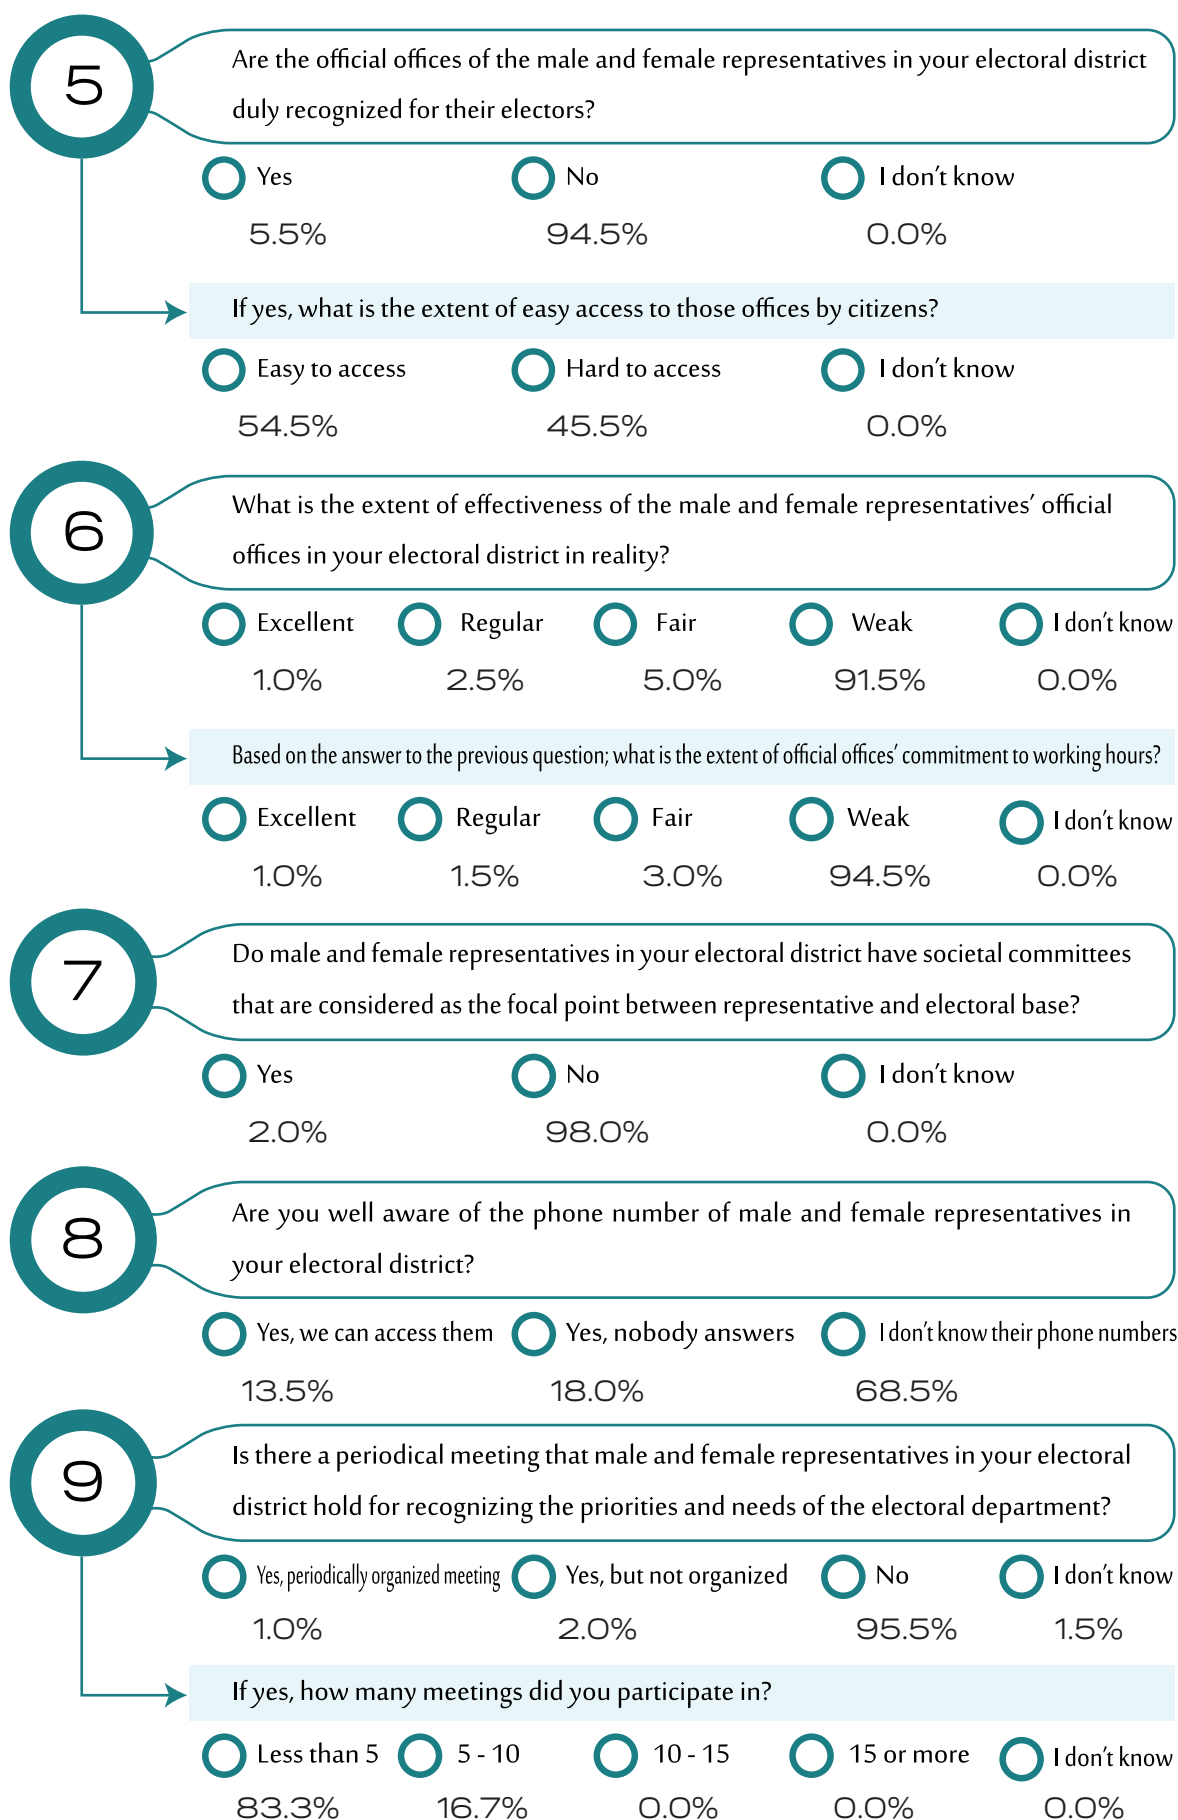 5
Are the official offices of the male and female representatives in your electoral district
duly recognized for their electors?
Yes No I don't know
5.5% 94.5% 0.0%
If yes, what is the extent of easy access to those offices by citizens?
Easy to access Hard to access I don't know
54.5% 45.5% 0.0%
6
What is the extent of effectiveness of the male and female representatives' official
offices in your electoral district in reality?
Excellent Regular Fair Weak I don't know
1.0% 2.5% 5.0% 91.5% 0.0%
Based on the answer to the previous question; what is the extent of official offices' commitment to working hours?
Excellent Regular Fair Weak I don't know
1.0% 1.5% 3.0% 94.5% 0.0%
7
Do male and female representatives in your electoral district have societal committees
that are considered as the focal point between representative and electoral base?
Yes No I don't know
2.0% 98.0% 0.0%
8
Are you well aware of the phone number of male and female representatives in
your electoral district?
Yes, we can access them Yes, nobody answers I don't know their phone numbers
13.5% 18.0% 68.5%
9
Is there a periodical meeting that male and female representatives in your electoral
district hold for recognizing the priorities and needs of the electoral department?
Yes, periodically organized meeting Yes, but not organized No I don't know
1.0% 2.0% 95.5% 1.5%
If yes, how many meetings did you participate in?
Less than 5 5 - 10 10 - 15 15 or more I don't know
83.3% 16.7% 0.0% 0.0% 0.0%